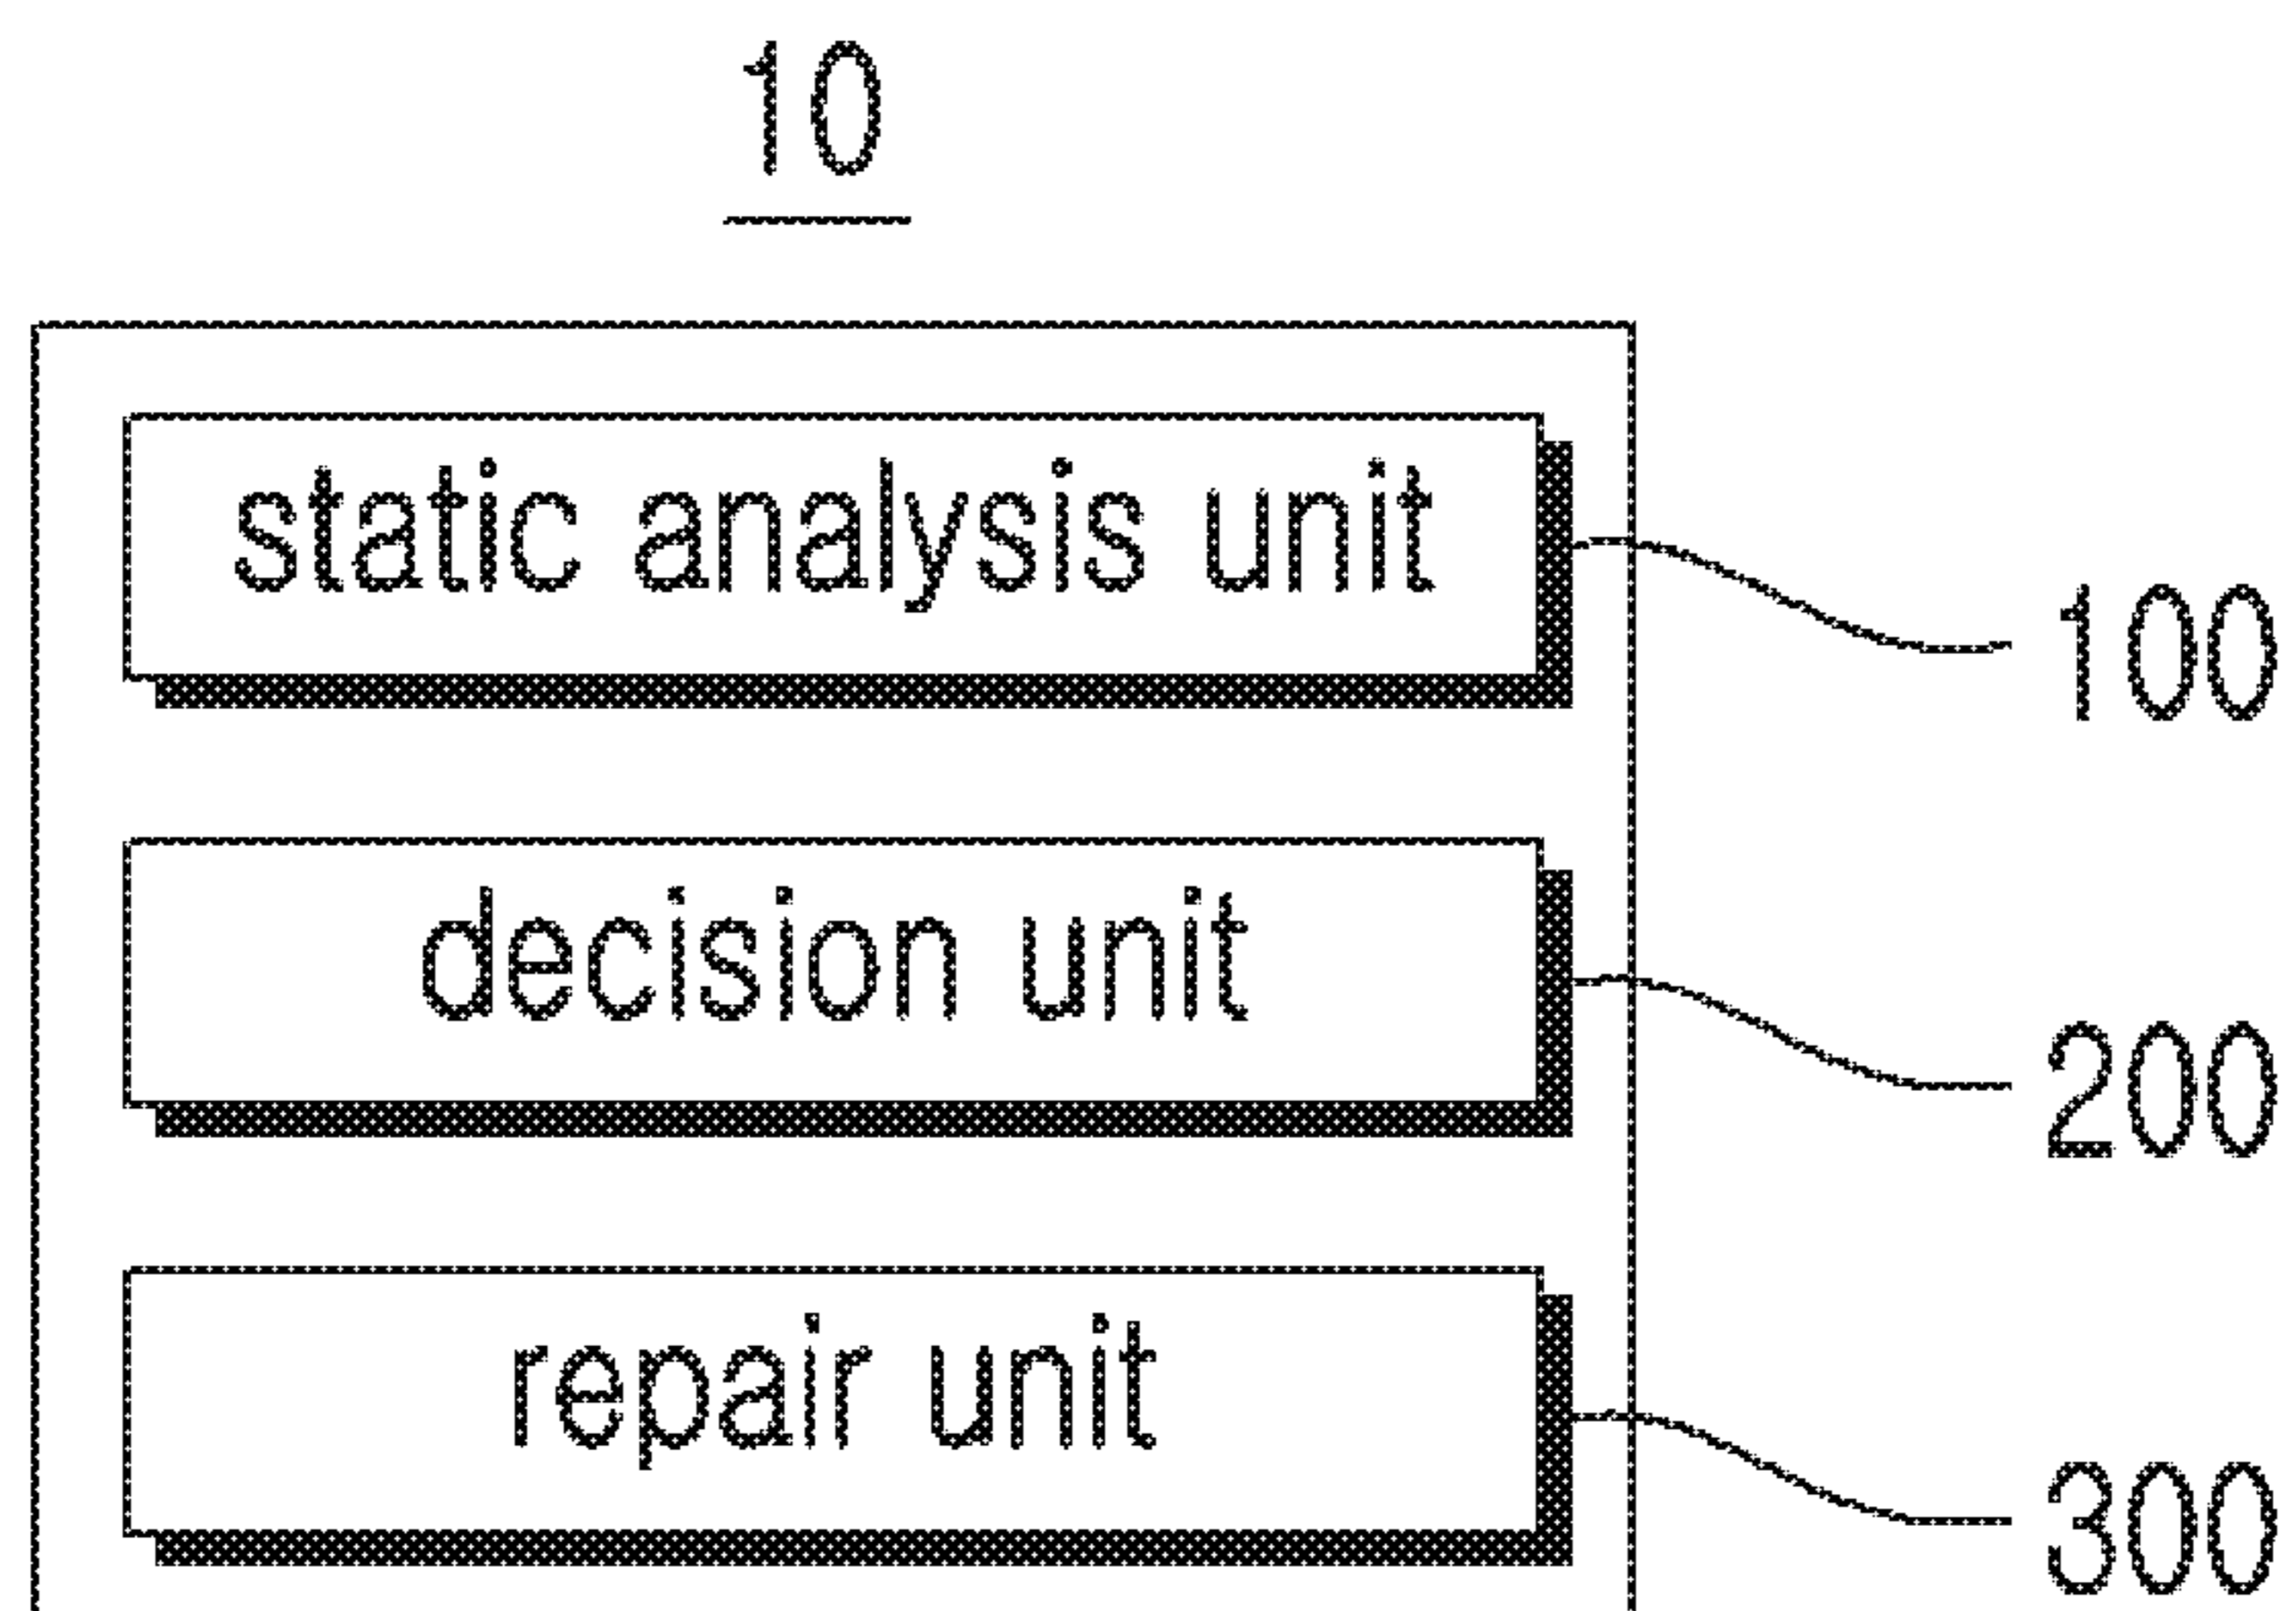 10
static analysis unit
100
decision unit
200
repair unit
300